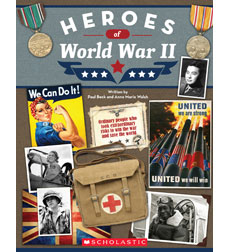 HEROES
of
World War II
Written by
Paul Beck and Anne Marie Welsh
We Can Do It!
Ordinary people who
took extraordinary
risks to win the war
and save the world
UNITED
we are strong
UNITED we will win
SCHOLASTIC